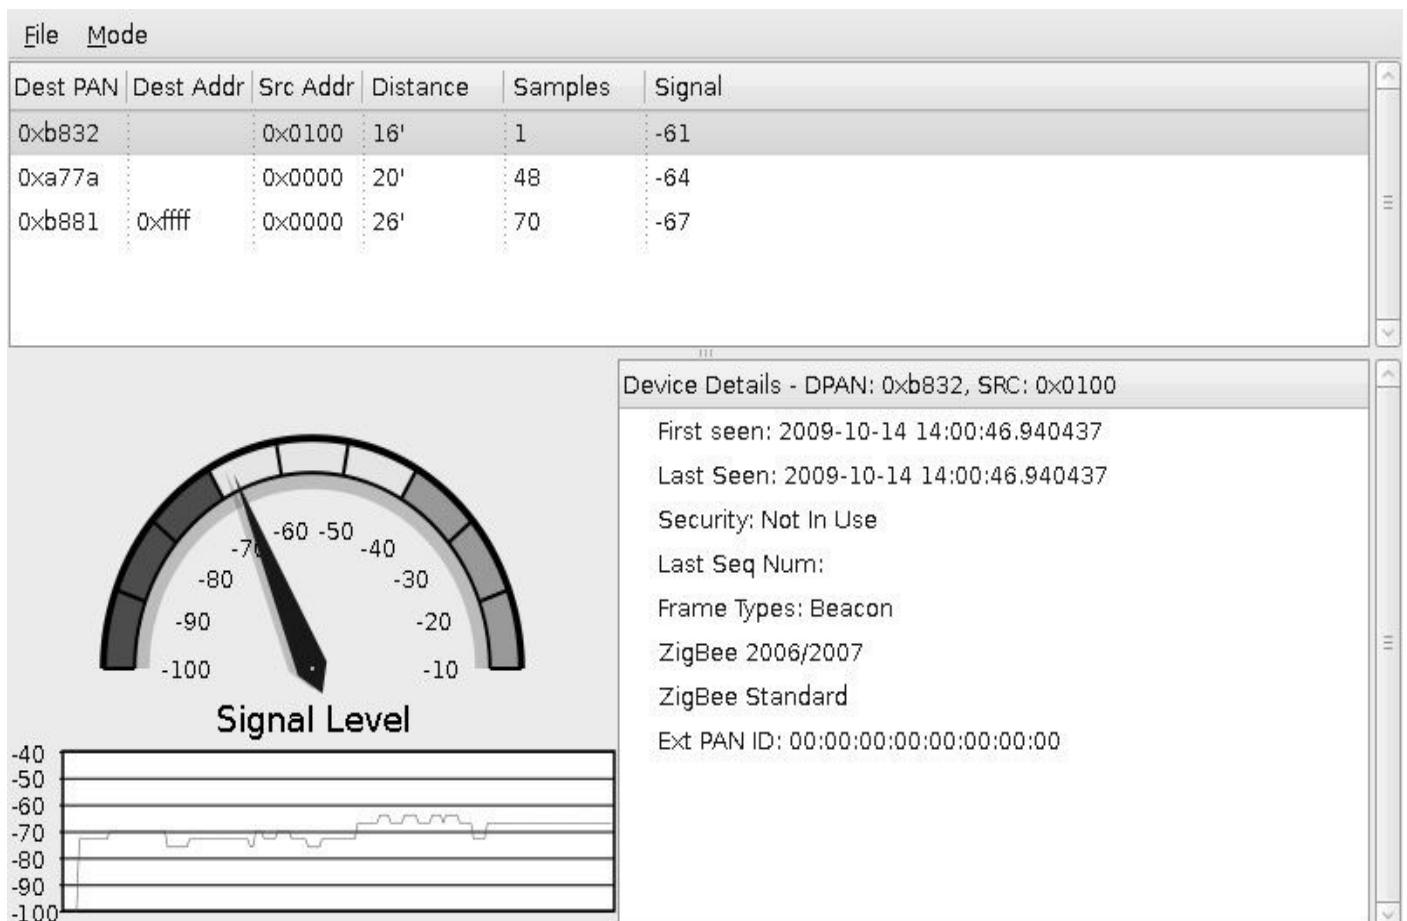 File Mode
Dest PAN Dest Addr Src Addr Distance Samples Signal
0xb832 0x0100 16' 1 -61
0xa77a 0x0000 20' 48 -64
0xb881 0xffff 0x0000 26' 70 -67
Device Details - DPAN: 0xb832, SRC: 0x0100
First seen: 2009-10-14 14:00:46.940437
Last Seen: 2009-10-14 14:00:46.940437
Security: Not In Use
Last Seq Num:
Frame Types: Beacon
ZigBee 2006/2007
ZigBee Standard
Ext PAN ID: 00:00:00:00:00:00:00:00
-60 -50
-70 -40
-80 -30
-90 -20
-100 -10
Signal Level
-40
-50
-60
-70
-80
-90
-100